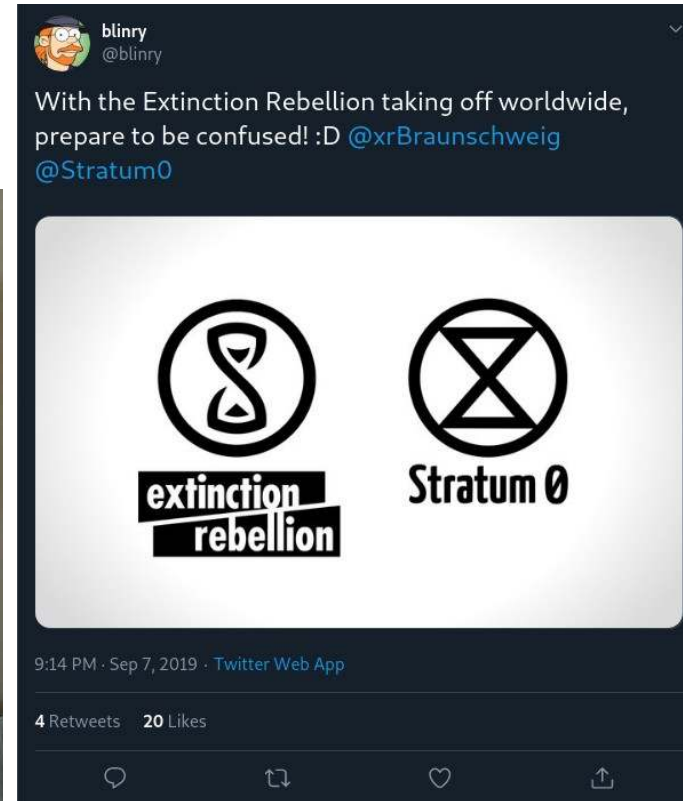 blinry
@blinry
With the Extinction Rebellion taking off worldwide,
prepare to be confused! :D @xrBraunschweig
@Stratum0
extinction
rebellion
Stratum 0
9:14 PM · Sep 7, 2019 · Twitter Web App
4 Retweets 20 Likes